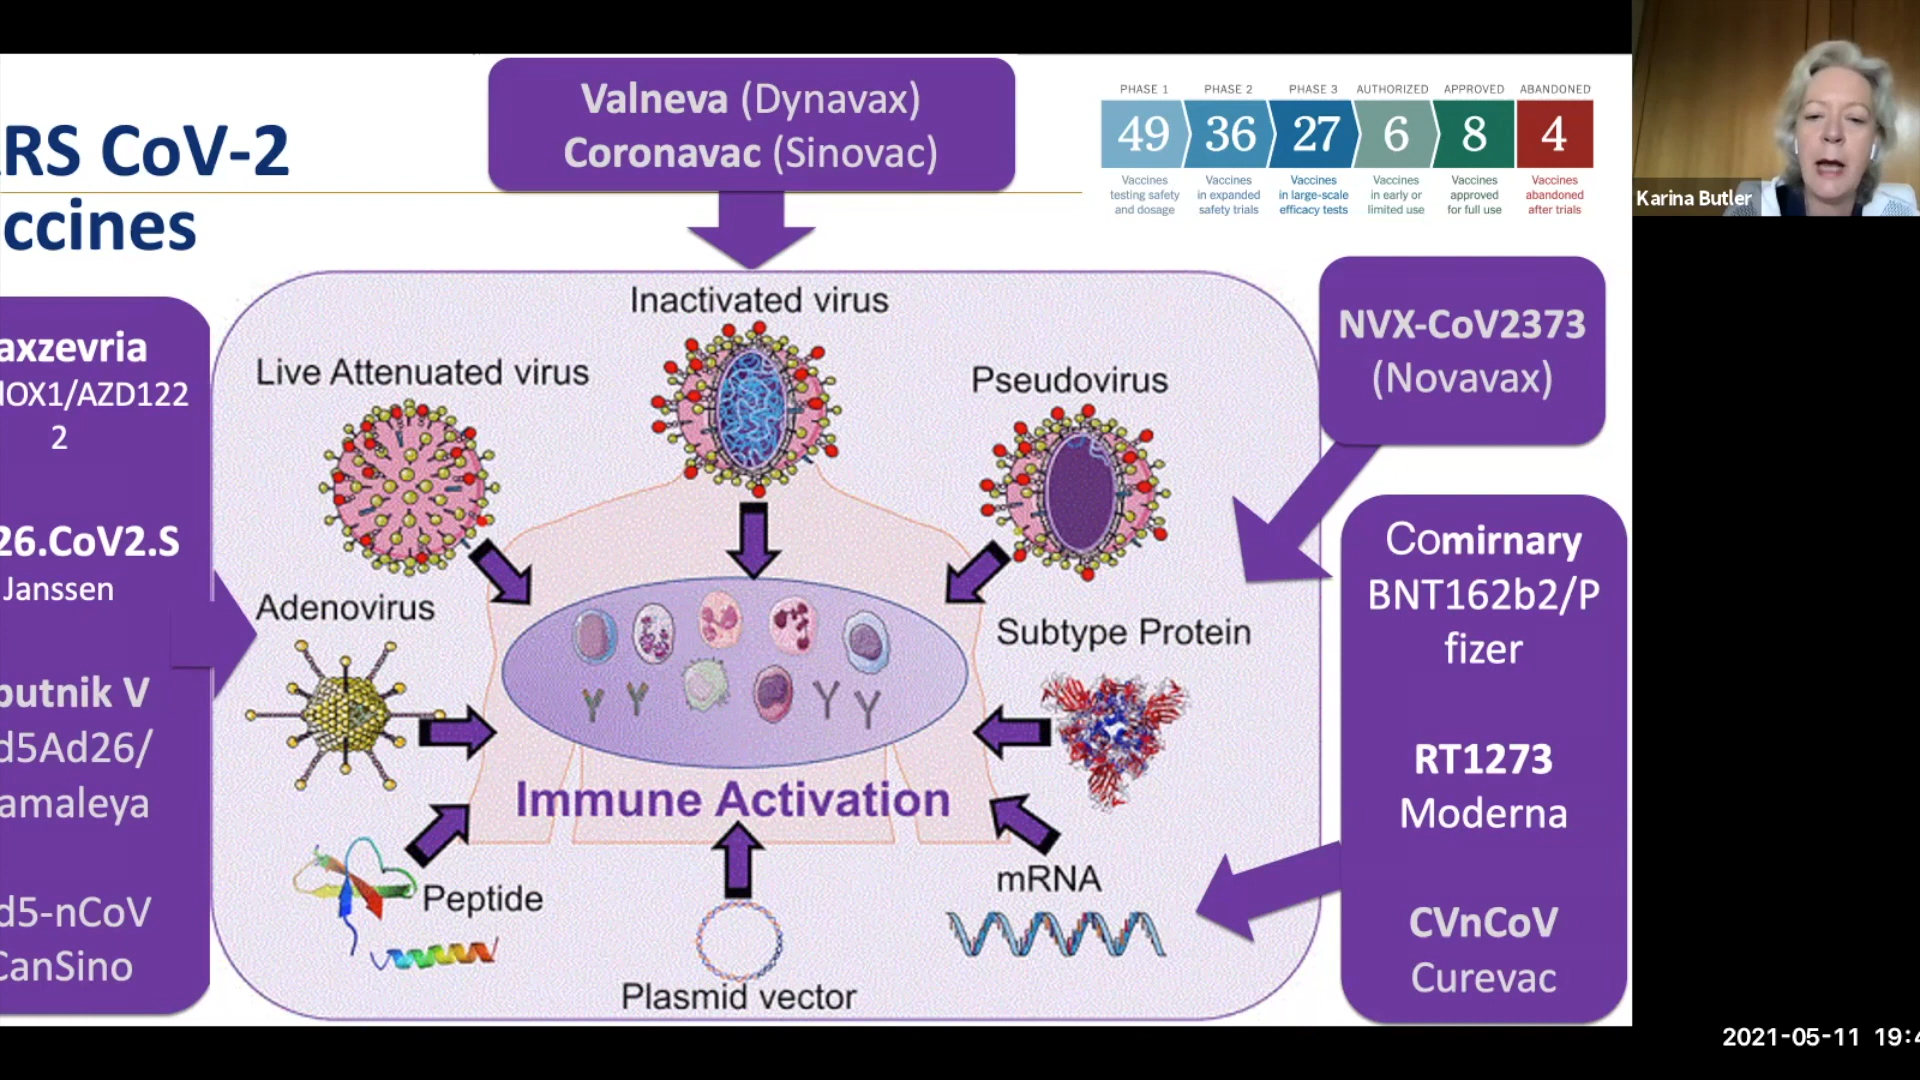 RS CoV-2
ccines
Valneva (Dynavax)
Coronavac (Sinovac)
PHASE 1
49
Vaccines
testing safety
and dosage
PHASE 2
36
Vaccines
in expanded
safety trials
PHASE 3
27
Vaccines
in large-scale
efficacy tests
AUTHORIZED
6
Vaccines
in early or
limited use
APPROVED
8
Vaccines
approved
for full use
ABANDONED
4
Vaccines
abandoned
after trials
Karina Butler
axzevria
IOX1/AZD122
2
26.CoV2.S
Janssen
putnik V
d5Ad26/
amaleya
d5-nCoV
CanSino
Inactivated virus
Live Attenuated virus
Pseudovirus
Adenovirus
Subtype Protein
Immune Activation
Peptide
Plasmid vector
mRNA
NVX-CoV2373
(Novavax)
Comirnary
BNT162b2/P
fizer
RT1273
Moderna
CVnCoV
Curevac
2021-05-11 19:4